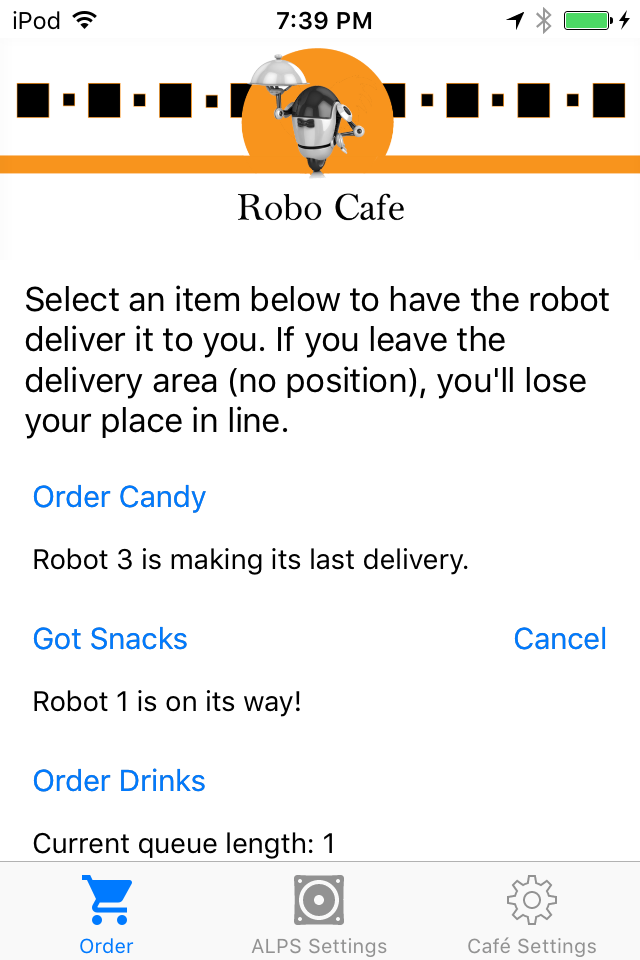 iPod 7:39 PM
Robo Cafe
Select an item below to have the robot
deliver it to you. If you leave the
delivery area (no position), you'll lose
your place in line.
Order Candy
Robot 3 is making its last delivery.
Got Snacks Cancel
Robot 1 is on its way!
Order Drinks
Current queue length: 1
Order ALPS Settings Café Settings